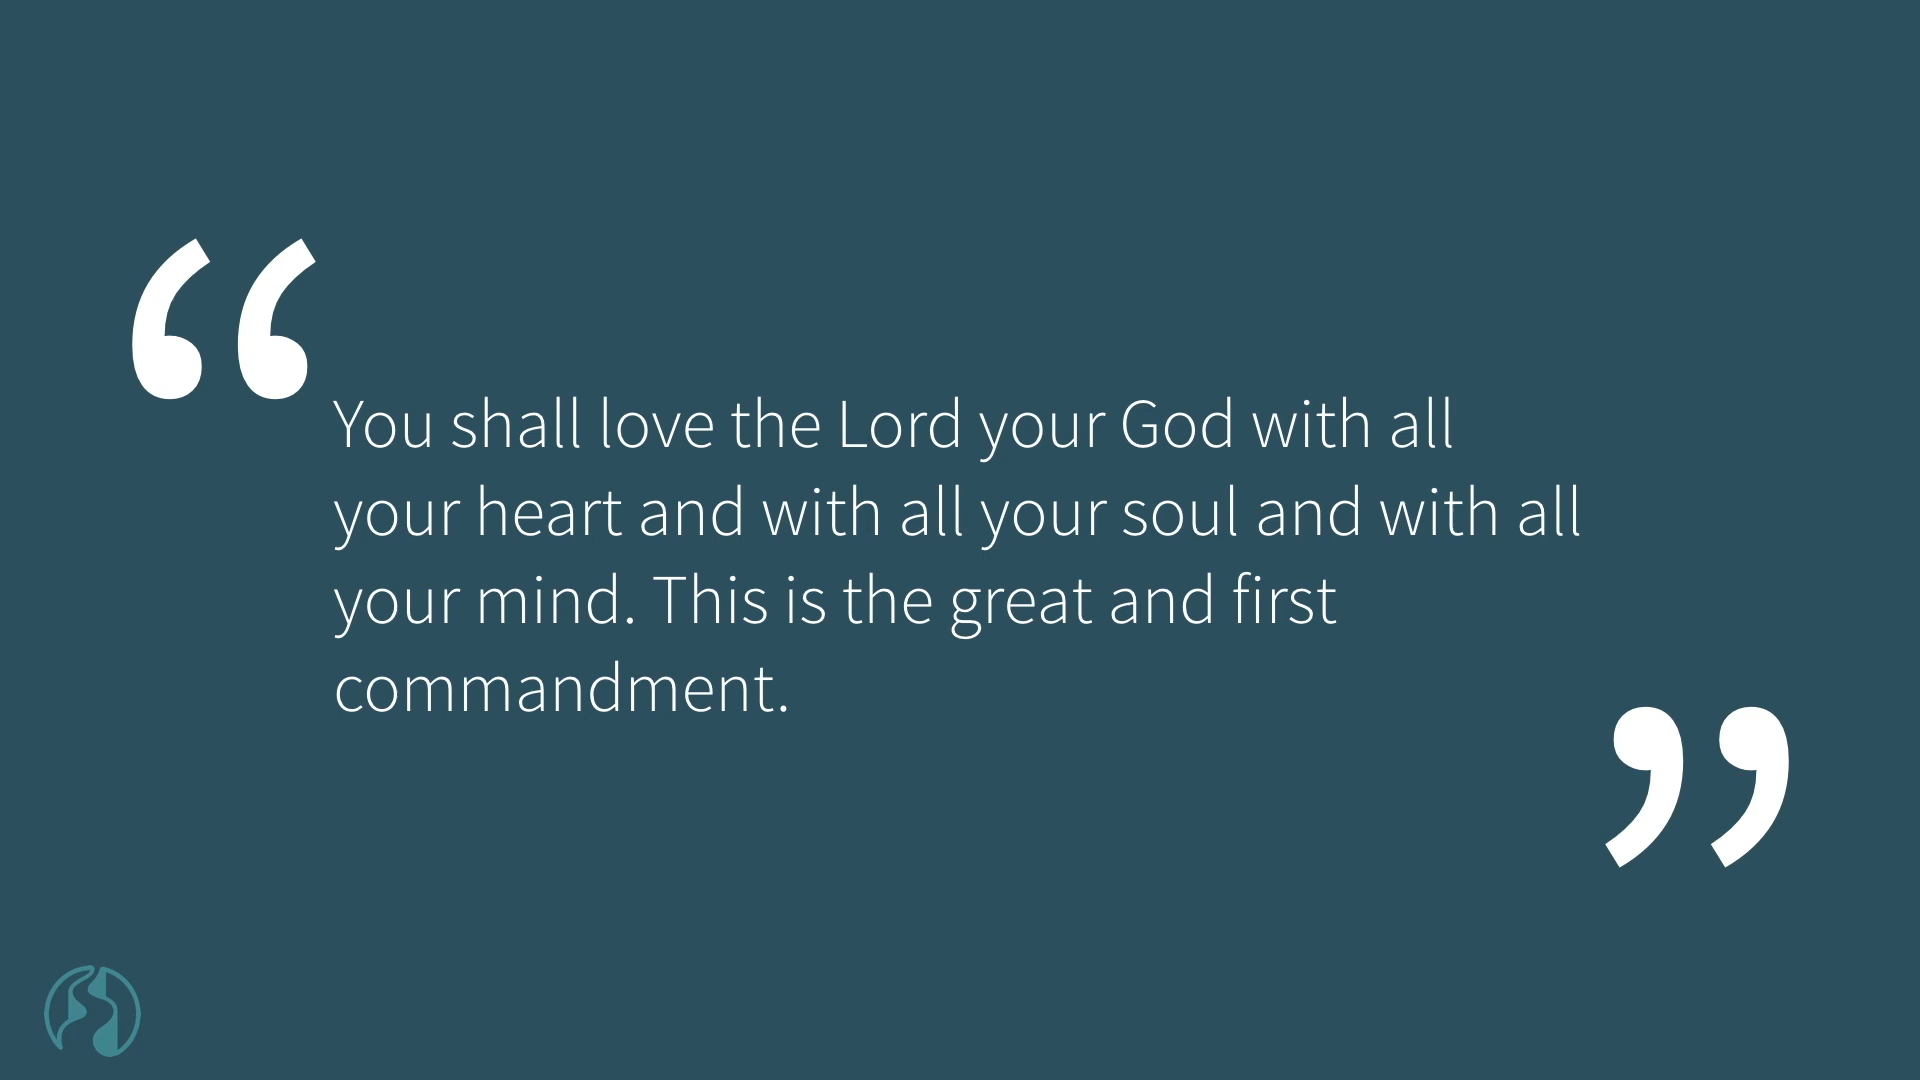 “
You shall love the Lord your God with all
your heart and with all your soul and with all
your mind. This is the great and first
commandment.
”